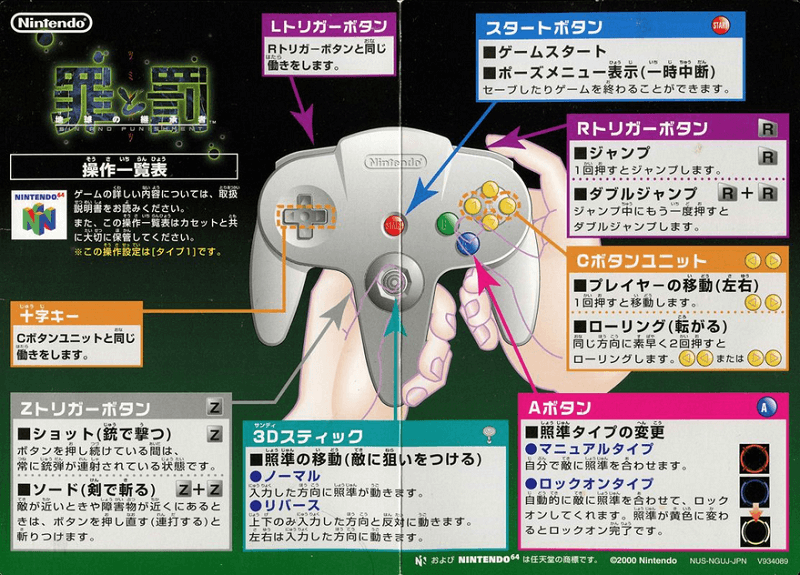 Nintendo
罪と罰
ツミ と バツ
地球の継承者™
SIN AND PUNISHMENT
操作一覧表
NINTENDO 64
ゲームの詳しい内容については、取扱
説明書をお読みください。
また、この操作一覧表はカセットと共
に大切に保管してください。
※この操作設定は[タイプ1]です。
Lトリガーボタン
Rトリガーボタンと同じ
働きをします。
スタートボタン START
■ゲームスタート
■ポーズメニュー表示(一時中断)
セーブしたりゲームを終わることができます。
Rトリガーボタン R
■ジャンプ R
1回押すとジャンプします。
■ダブルジャンプ R+R
ジャンプ中にもう一度押すと
ダブルジャンプします。
Nintendo
START
Cボタンユニット
■プレイヤーの移動(左右)
1回押すと移動します。
■ローリング(転がる)
同じ方向に素早く2回押すと
ローリングします。 または
十字キー
Cボタンユニットと同じ
働きをします。
Zトリガーボタン Z
■ショット(銃で撃つ) Z
ボタンを押し続けている間は、
常に銃弾が連射されている状態です。
■ソード(剣で斬る) Z+Z
敵が近いときや障害物が近くにあると
きは、ボタンを押し直す(連打する)と
斬りつけます。
3Dスティック
サンディ
■照準の移動(敵に狙いをつける)
●ノーマル
入力した方向に照準が動きます。
●リバース
上下のみ入力した方向と反対に動きます。
左右は入力した方向に動きます。
Aボタン A
■照準タイプの変更
●マニュアルタイプ
自分で敵に照準を合わせます。
●ロックオンタイプ
自動的に敵に照準を合わせて、ロック
オンしてくれます。照準が黄色に変わ
るとロックオン完了です。
および NINTENDO64 は任天堂の商標です。
©2000 Nintendo
NUS-NGUJ-JPN
V934089